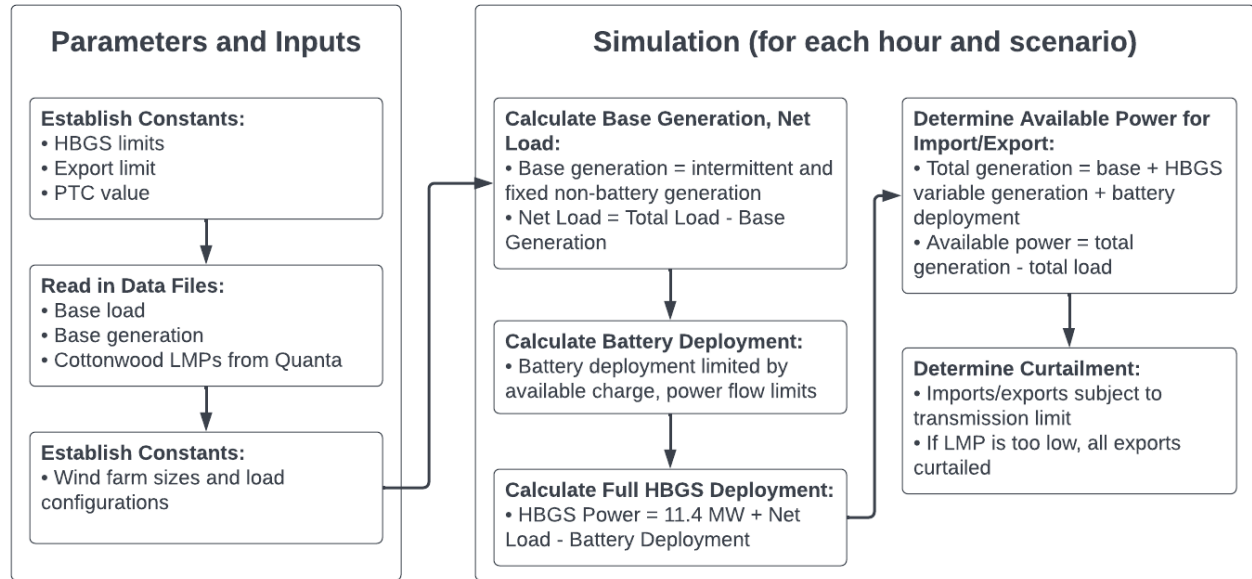 Parameters and Inputs
Establish Constants:
• HBGS limits
• Export limit
• PTC value
Read in Data Files:
• Base load
• Base generation
• Cottonwood LMPs from Quanta
Establish Constants:
• Wind farm sizes and load
configurations
Simulation (for each hour and scenario)
Calculate Base Generation, Net
Load:
• Base generation = intermittent and
fixed non-battery generation
• Net Load = Total Load - Base
Generation
Calculate Battery Deployment:
• Battery deployment limited by
available charge, power flow limits
Calculate Full HBGS Deployment:
• HBGS Power = 11.4 MW + Net
Load - Battery Deployment
Determine Available Power for
Import/Export:
• Total generation = base + HBGS
variable generation + battery
deployment
• Available power = total
generation - total load
Determine Curtailment:
• Imports/exports subject to
transmission limit
• If LMP is too low, all exports
curtailed